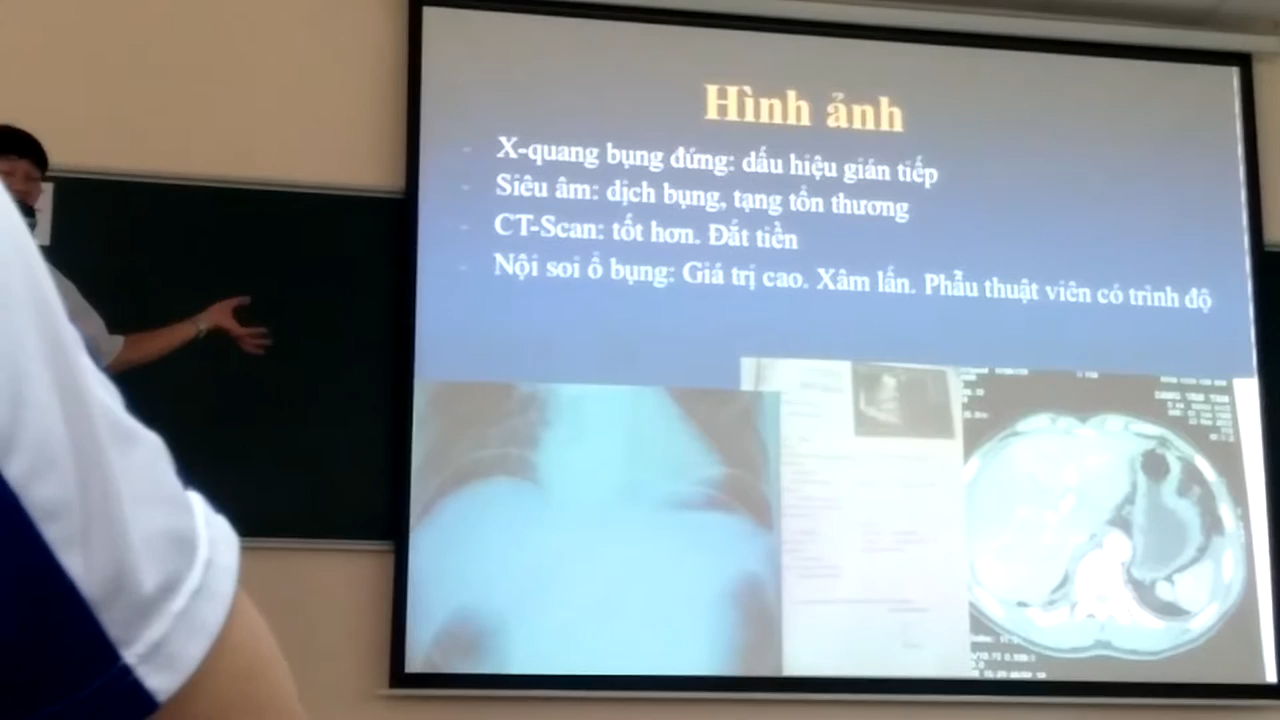 Hình ảnh
- X-quang bụng đứng: dấu hiệu gián tiếp
- Siêu âm: dịch bụng, tạng tổn thương
- CT-Scan: tốt hơn. Đắt tiền
- Nội soi ổ bụng: Giá trị cao. Xâm lấn. Phẫu thuật viên có trình độ